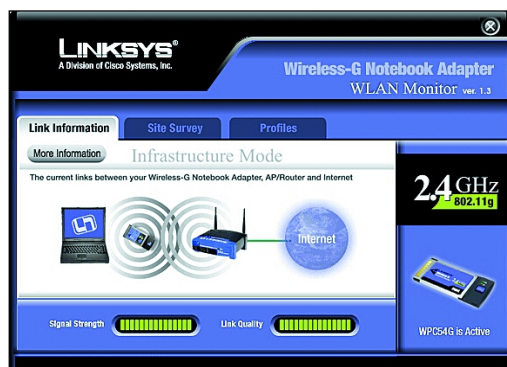 LINKSYS®
A Division of Cisco Systems, Inc.
Wireless-G Notebook Adapter
WLAN Monitor ver. 1.3
Link Information
Site Survey
Profiles
More Information
Infrastructure Mode
The current links between your Wireless-G Notebook Adapter, AP/Router and Internet
Internet
2.4 GHz
802.11g
Signal Strength
Link Quality
WPC54G is Active